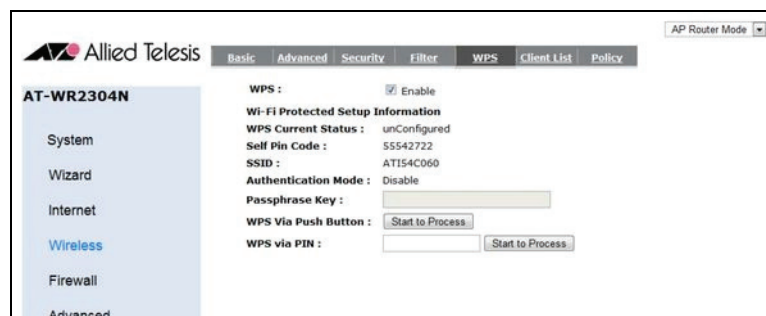 AP Router Mode
Allied Telesis
Basic Advanced Security Filter WPS Client List Policy
AT-WR2304N
System
Wizard
Internet
Wireless
Firewall
Advanced
WPS : Enable
Wi-Fi Protected Setup Information
WPS Current Status : unConfigured
Self Pin Code : 55542722
SSID : ATI54C060
Authentication Mode : Disable
Passphrase Key :
WPS Via Push Button : Start to Process
WPS via PIN : Start to Process